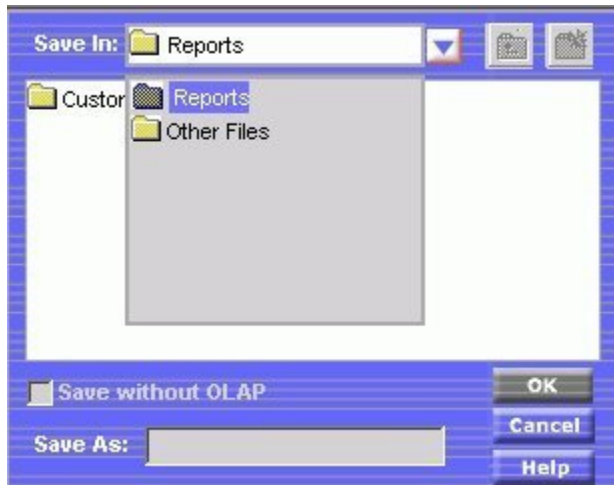 Save In: Reports
Custor Reports
Other Files
Save without OLAP
OK
Cancel
Save As:
Help